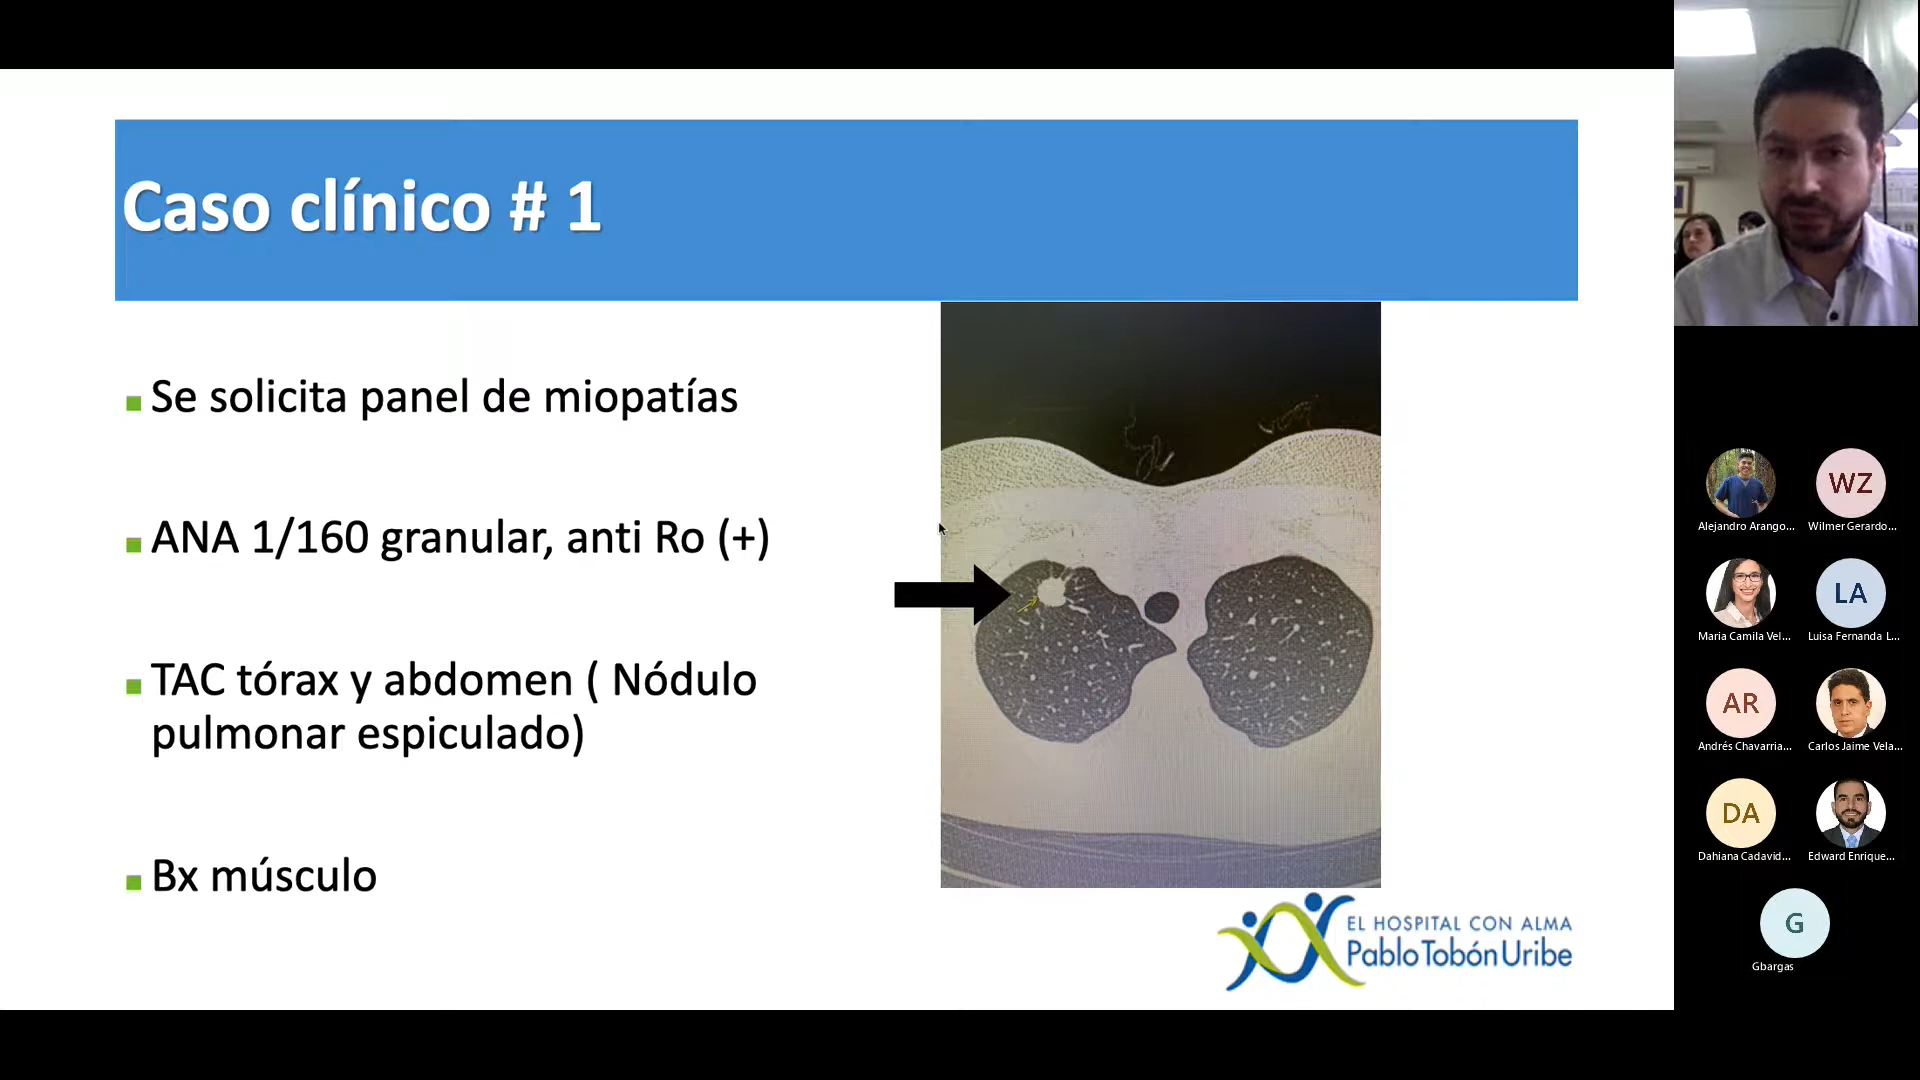 Caso clínico # 1
Se solicita panel de miopatías
ANA 1/160 granular, anti Ro (+)
TAC tórax y abdomen ( Nódulo
pulmonar espiculado)
Bx músculo
EL HOSPITAL CON ALMA
Pablo Tobón Uribe
WZ
Alejandro Arango...
Wilmer Gerardo...
LA
Maria Camila Vel...
Luisa Fernanda L...
AR
Andrés Chavarria...
Carlos Jaime Vela...
DA
Dahiana Cadavid...
Edward Enrique...
G
Gbargas